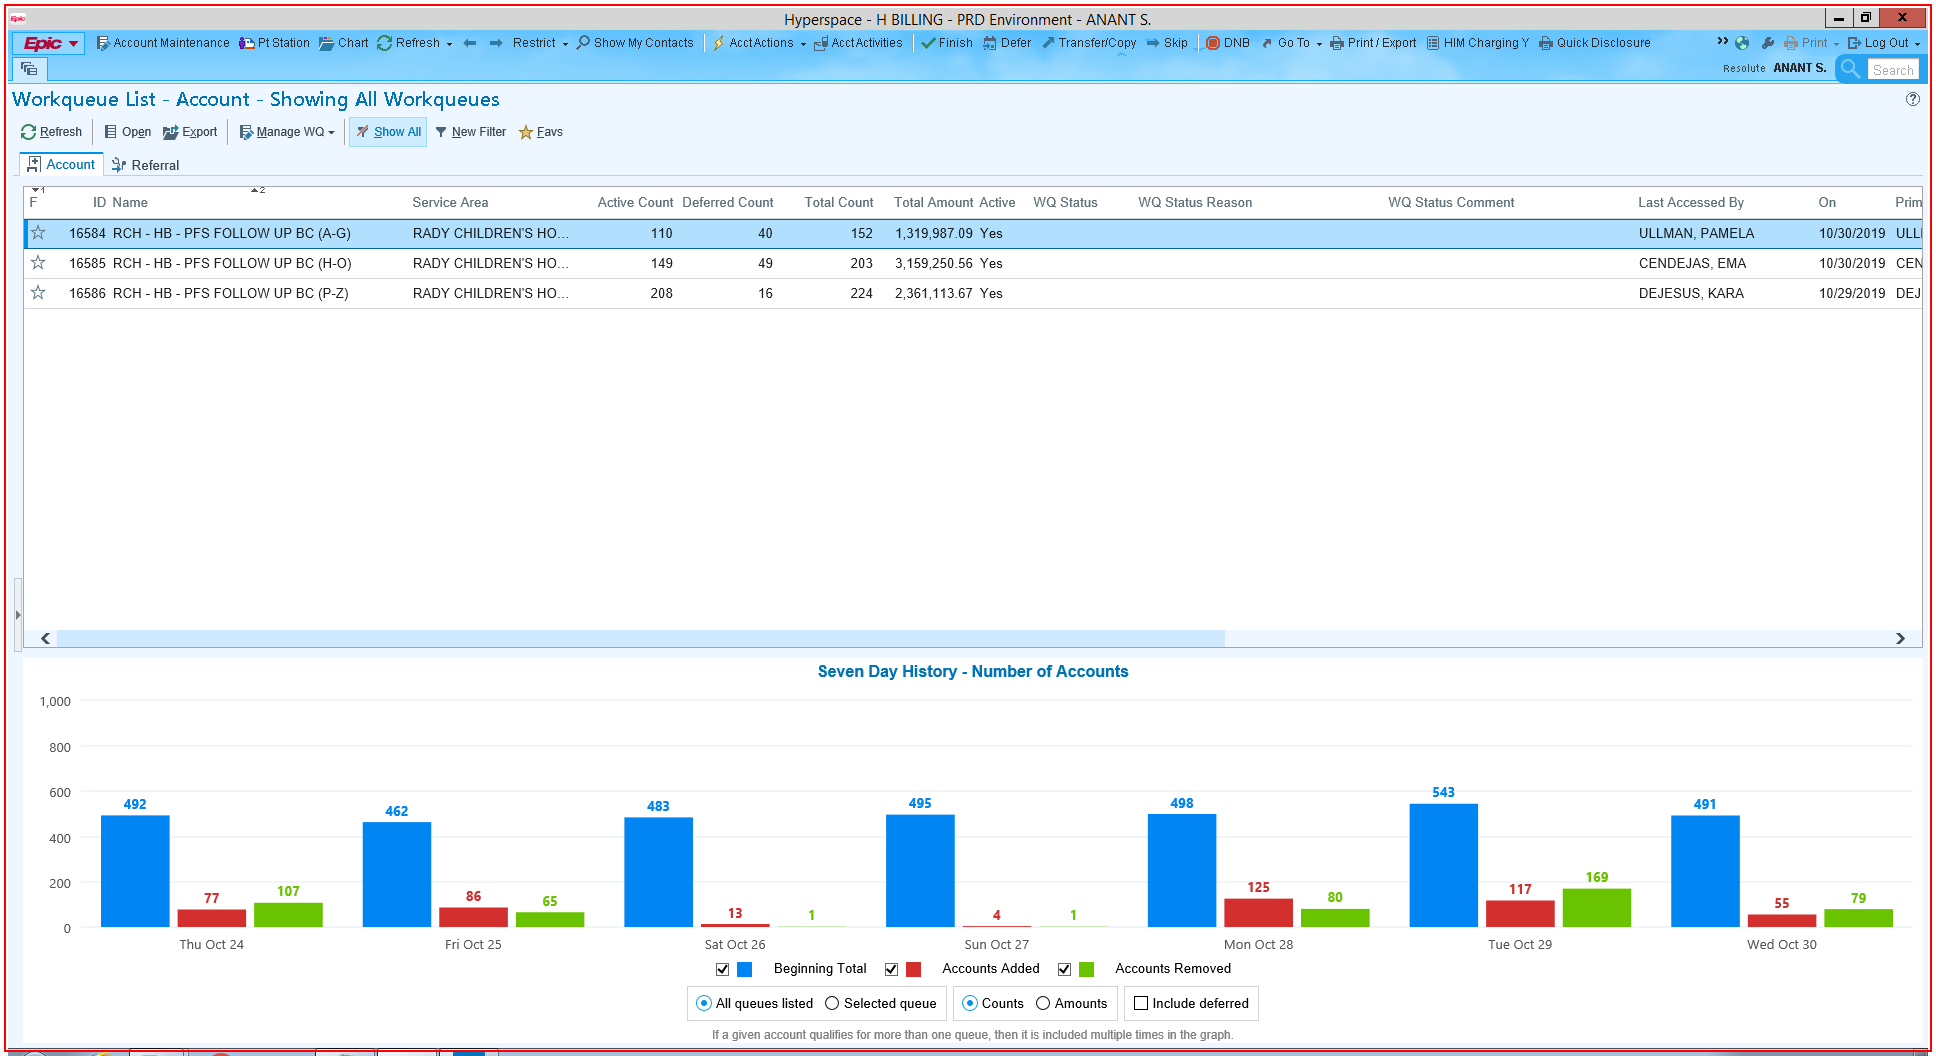 Epic Hyperspace - H BILLING - PRD Environment - ANANT S.
Epic Account Maintenance Pt Station Chart Refresh Restrict Show My Contacts AcctActions AcctActivities Finish Defer Transfer/Copy Skip DNB Go To Print / Export HIM Charging Y Quick Disclosure Print Log Out
Resolute ANANT S. Search
Workqueue List - Account - Showing All Workqueues
Refresh Open Export Manage WQ Show All New Filter Favs
Account Referral
1 2
F ID Name Service Area Active Count Deferred Count Total Count Total Amount Active WQ Status WQ Status Reason WQ Status Comment Last Accessed By On Prim
16584 RCH - HB - PFS FOLLOW UP BC (A-G) RADY CHILDREN'S HO... 110 40 152 1,319,987.09 Yes ULLMAN, PAMELA 10/30/2019 ULL
16585 RCH - HB - PFS FOLLOW UP BC (H-O) RADY CHILDREN'S HO... 149 49 203 3,159,250.56 Yes CENDEJAS, EMA 10/30/2019 CEN
16586 RCH - HB - PFS FOLLOW UP BC (P-Z) RADY CHILDREN'S HO... 208 16 224 2,361,113.67 Yes DEJESUS, KARA 10/29/2019 DEJ
Seven Day History - Number of Accounts
1,000
800
600
400
200
0
492 77 107
462 86 65
483 13 1
495 4 1
498 125 80
543 117 169
491 55 79
Thu Oct 24 Fri Oct 25 Sat Oct 26 Sun Oct 27 Mon Oct 28 Tue Oct 29 Wed Oct 30
Beginning Total Accounts Added Accounts Removed
All queues listed Selected queue Counts Amounts Include deferred
If a given account qualifies for more than one queue, then it is included multiple times in the graph.